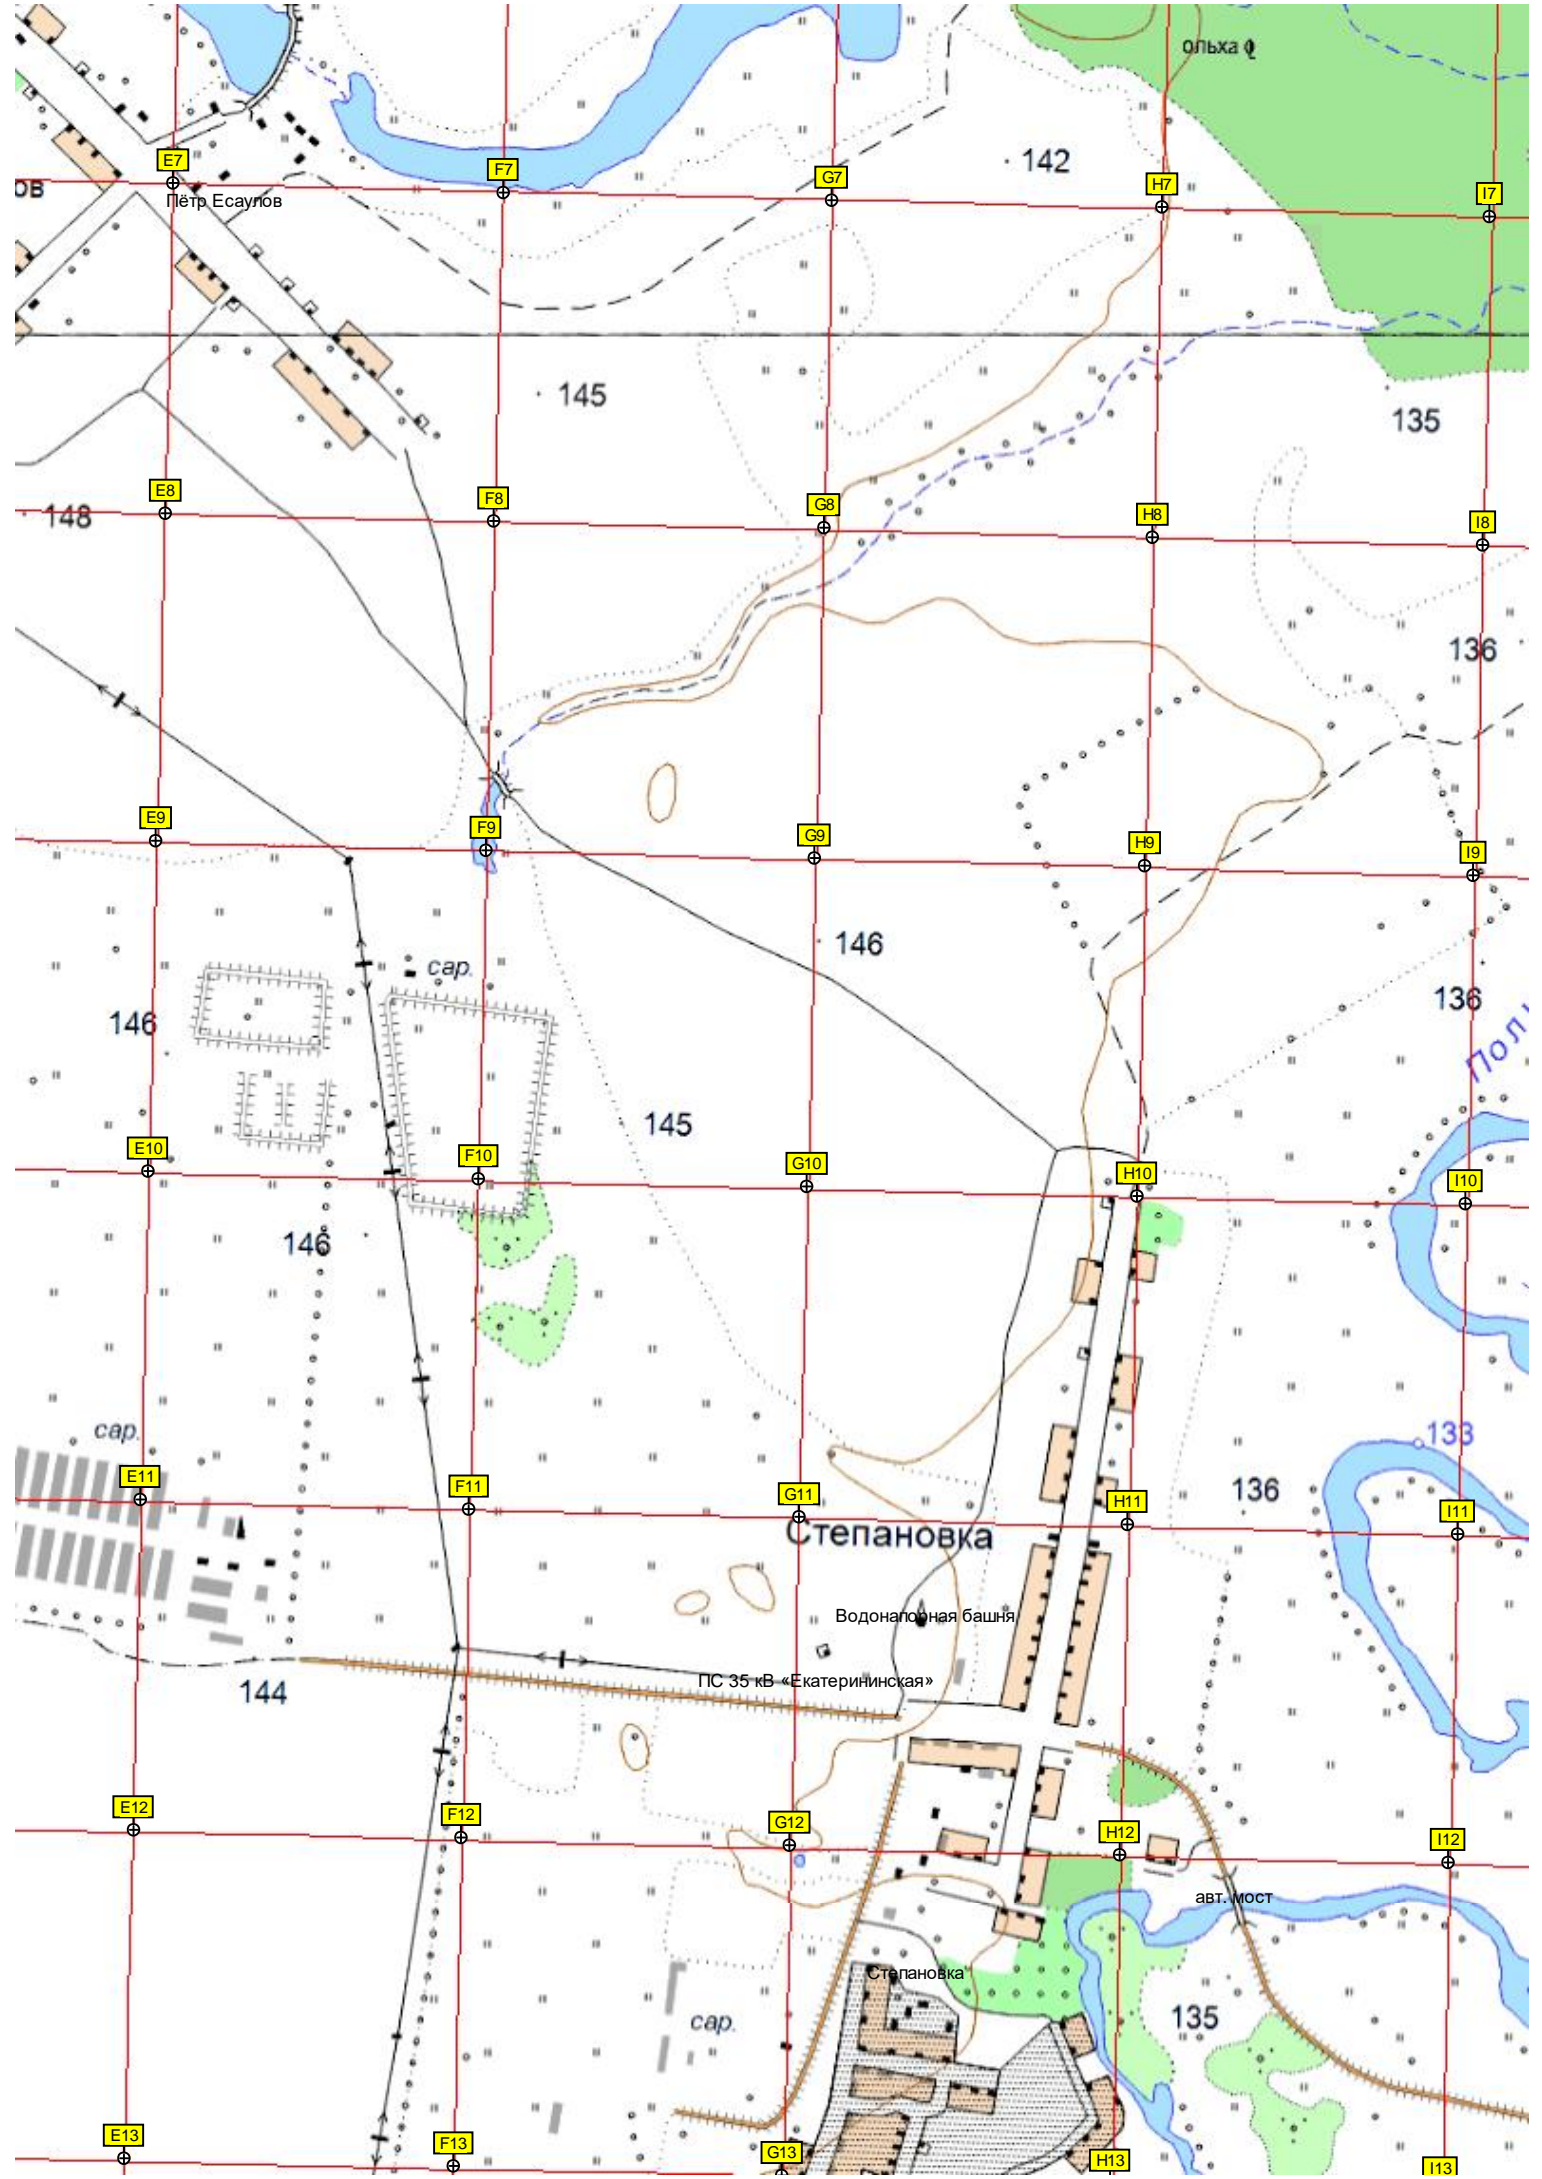 ольха
142
E7
F7
G7
H7
I7
ов
Пётр Есаулов
145
135
E8
F8
G8
H8
I8
148
136
E9
F9
G9
H9
I9
146
сар.
136
146
Пол
145
E10
F10
G10
H10
I10
146
сар.
133
E11
F11
G11
H11
I11
136
Степановка
Водонапорная башня
ПС 35 кВ «Екатерининская»
144
E12
F12
G12
H12
I12
авт. мост
Степановка
сар.
135
E13
F13
G13
H13
I13